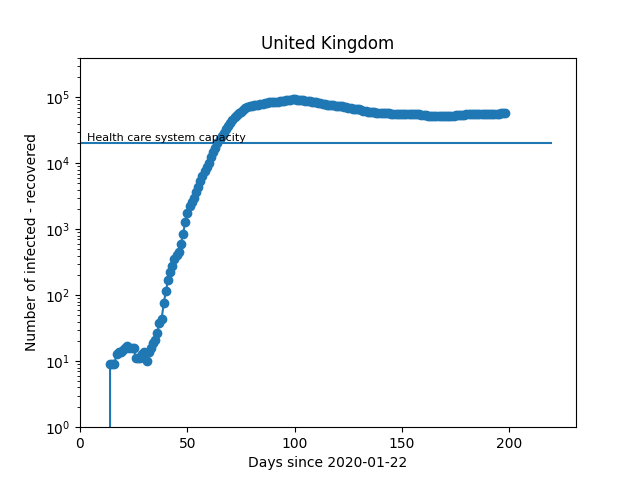 United Kingdom
Number of infected - recovered
10^5
10^4
10^3
10^2
10^1
10^0
Health care system capacity
0 50 100 150 200
Days since 2020-01-22